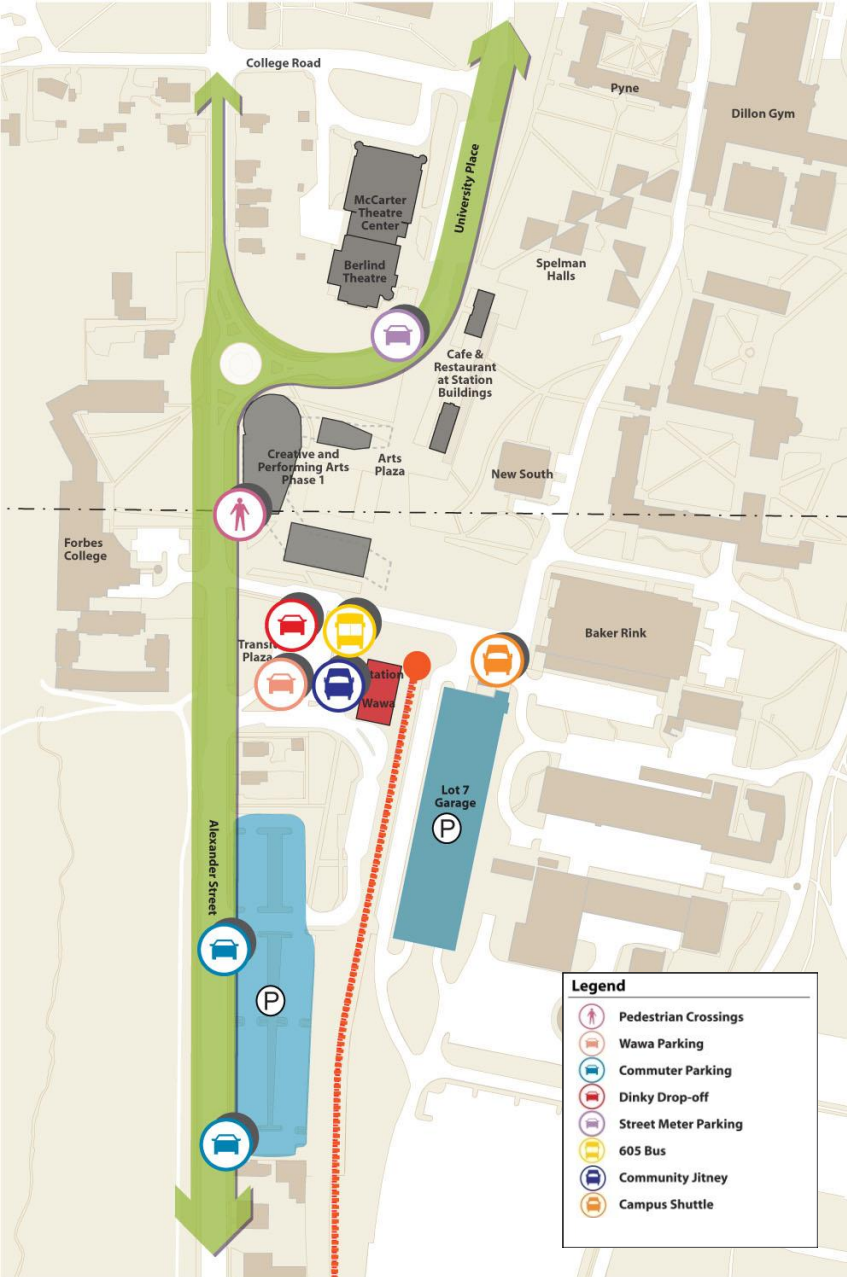 College Road
Pyne
Dillon Gym
McCarter
Theatre
Center
University Place
Berlind
Theatre
Spelman
Halls
Cafe &
Restaurant
at Station
Buildings
Creative and
Performing Arts
Phase 1
Arts
Plaza
New South
Forbes
College
Baker Rink
Transit
Plaza
tation
Wawa
Lot 7
Garage
P
Alexander Street
P
Legend
Pedestrian Crossings
Wawa Parking
Commuter Parking
Dinky Drop-off
Street Meter Parking
605 Bus
Community Jitney
Campus Shuttle